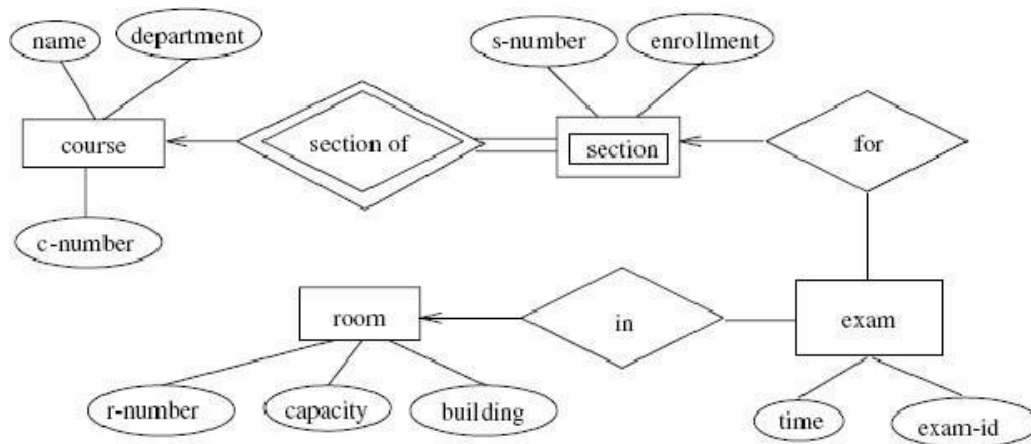 name
department
s-number
enrollment
course
section of
section
for
c-number
room
in
exam
r-number
capacity
building
time
exam-id